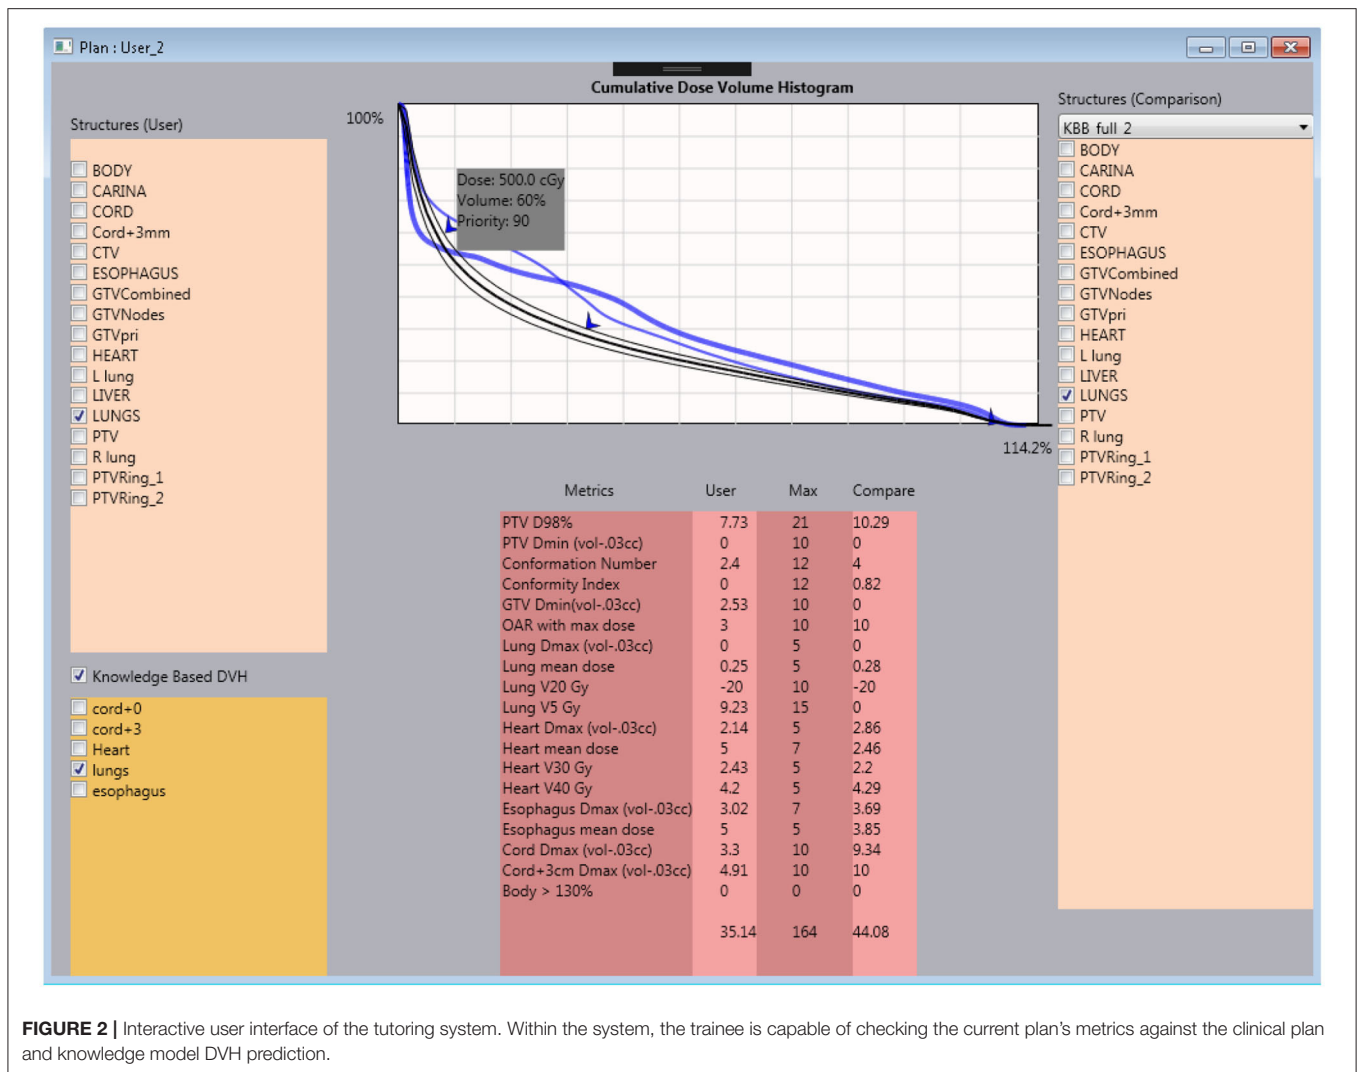 Plan : User_2
Cumulative Dose Volume Histogram
Structures (User)
BODY
CARINA
CORD
Cord+3mm
CTV
ESOPHAGUS
GTVCombined
GTVNodes
GTVpri
HEART
L lung
LIVER
LUNGS
PTV
R lung
PTVRing_1
PTVRing_2
Knowledge Based DVH
cord+0
cord+3
Heart
lungs
esophagus
100%
Dose: 500.0 cGy
Volume: 60%
Priority: 90
114.2%
Structures (Comparison)
KBB full 2
BODY
CARINA
CORD
Cord+3mm
CTV
ESOPHAGUS
GTVCombined
GTVNodes
GTVpri
HEART
L lung
LIVER
LUNGS
PTV
R lung
PTVRing_1
PTVRing_2
Metrics User Max Compare
PTV D98% 7.73 21 10.29
PTV Dmin (vol-.03cc) 0 10 0
Conformation Number 2.4 12 4
Conformity Index 0 12 0.82
GTV Dmin(vol-.03cc) 2.53 10 0
OAR with max dose 3 10 10
Lung Dmax (vol-.03cc) 0 5 0
Lung mean dose 0.25 5 0.28
Lung V20 Gy -20 10 -20
Lung V5 Gy 9.23 15 0
Heart Dmax (vol-.03cc) 2.14 5 2.86
Heart mean dose 5 7 2.46
Heart V30 Gy 2.43 5 2.2
Heart V40 Gy 4.2 5 4.29
Esophagus Dmax (vol-.03cc) 3.02 7 3.69
Esophagus mean dose 5 5 3.85
Cord Dmax (vol-.03cc) 3.3 10 9.34
Cord+3cm Dmax (vol-.03cc) 4.91 10 10
Body > 130% 0 0 0
35.14 164 44.08
FIGURE 2 | Interactive user interface of the tutoring system. Within the system, the trainee is capable of checking the current plan's metrics against the clinical plan
and knowledge model DVH prediction.